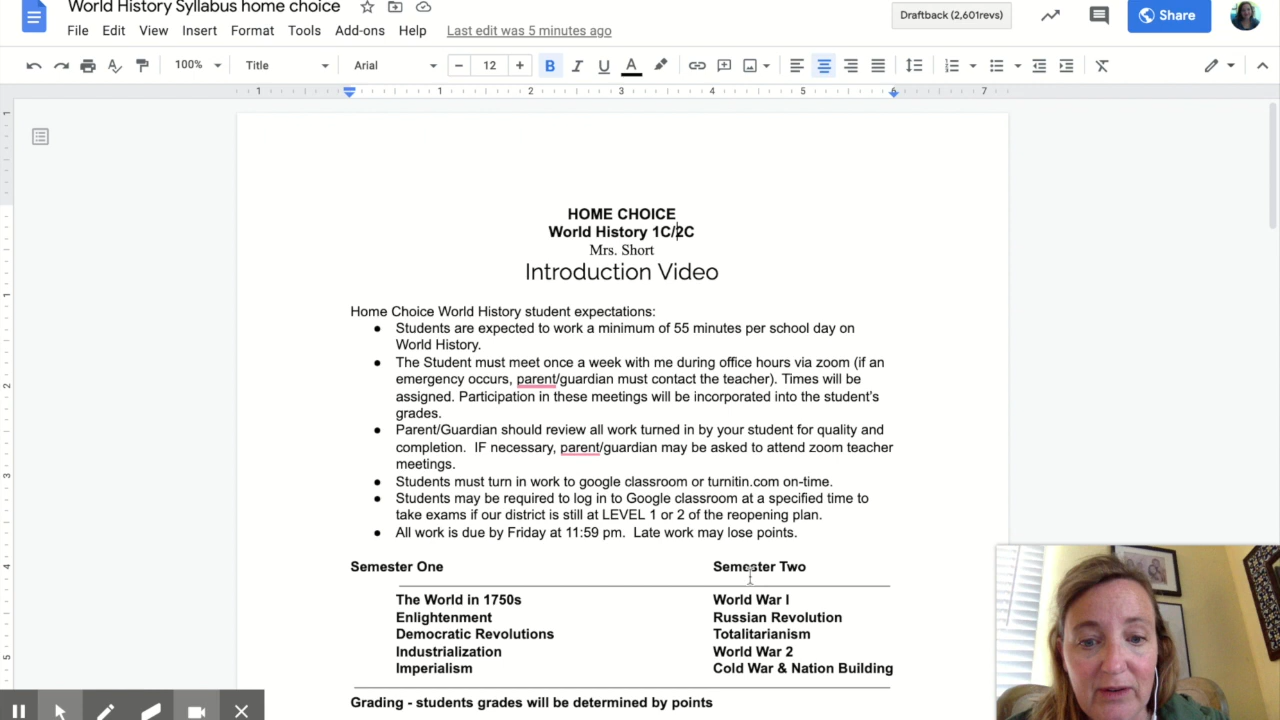 World History Syllabus home choice
Draftback (2,601revs)
Share
File Edit View Insert Format Tools Add-ons Help Last edit was 5 minutes ago
100% Title Arial 12 B I U A
1 1 2 3 4 5 6 7
HOME CHOICE
World History 1C/2C
Mrs. Short
Introduction Video
Home Choice World History student expectations:
● Students are expected to work a minimum of 55 minutes per school day on
World History.
● The Student must meet once a week with me during office hours via zoom (if an
emergency occurs, parent/guardian must contact the teacher). Times will be
assigned. Participation in these meetings will be incorporated into the student's
grades.
● Parent/Guardian should review all work turned in by your student for quality and
completion. IF necessary, parent/guardian may be asked to attend zoom teacher
meetings.
● Students must turn in work to google classroom or turnitin.com on-time.
● Students may be required to log in to Google classroom at a specified time to
take exams if our district is still at LEVEL 1 or 2 of the reopening plan.
● All work is due by Friday at 11:59 pm. Late work may lose points.
Semester One Semester Two
The World in 1750s World War I
Enlightenment Russian Revolution
Democratic Revolutions Totalitarianism
Industrialization World War 2
Imperialism Cold War & Nation Building
Grading - students grades will be determined by points